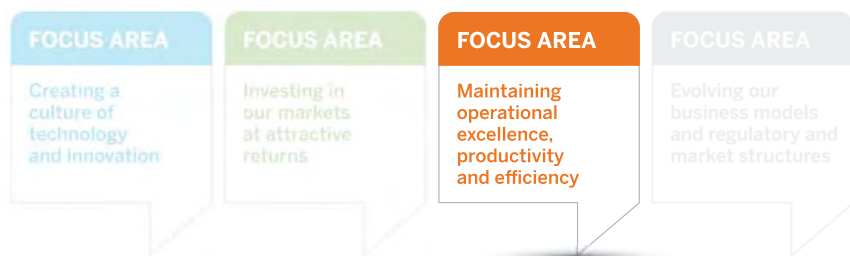 FOCUS AREA
Creating a
culture of
technology
and innovation
FOCUS AREA
Investing in
our markets
at attractive
returns
FOCUS AREA
Maintaining
operational
excellence,
productivity
and efficiency
FOCUS AREA
Evolving our
business models
and regulatory and
market structures